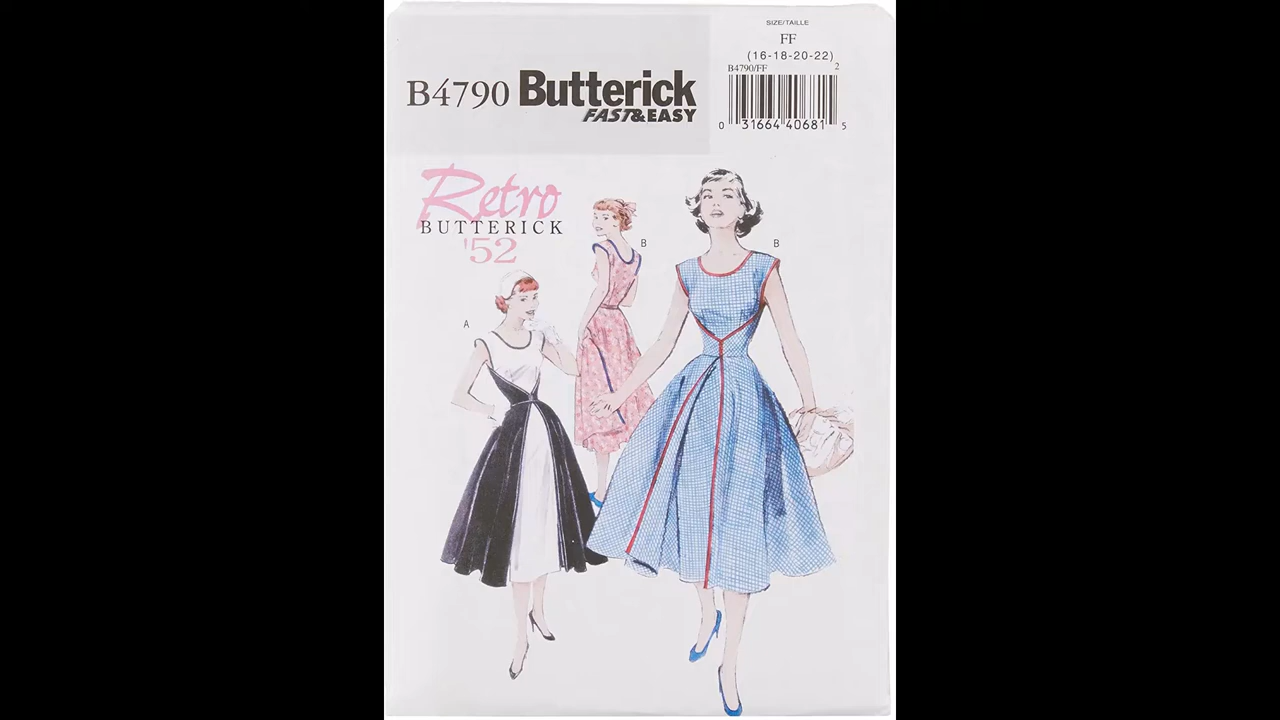 SIZE/TAILLE
FF
(16-18-20-22)
B4790/FF 2
B4790 Butterick
FAST&EASY
0 31664 40681 5
Retro
BUTTERICK
'52
B
B
A